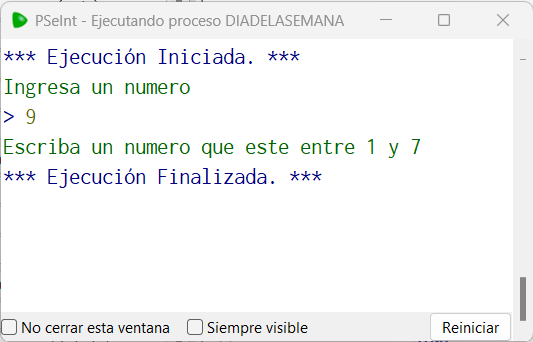 PSeInt - Ejecutando proceso DIADELASEMANA
*** Ejecución Iniciada. ***
Ingresa un numero
> 9
Escriba un numero que este entre 1 y 7
*** Ejecución Finalizada. ***
No cerrar esta ventana Siempre visible Reiniciar